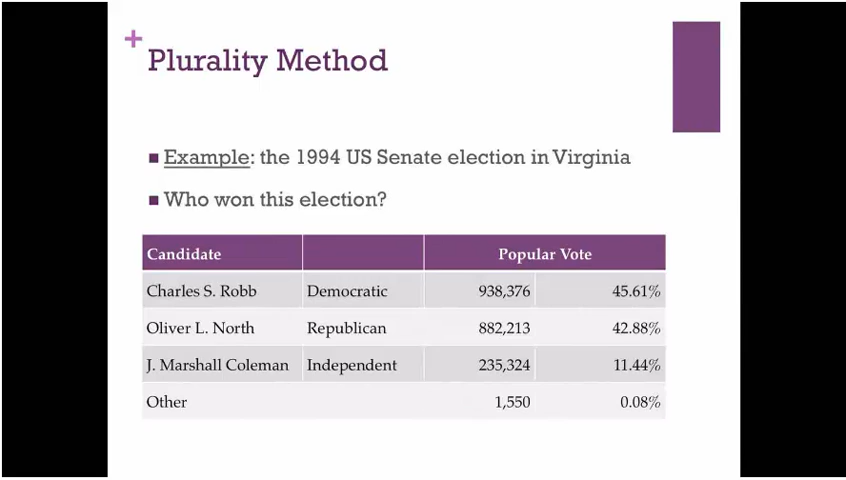 +
Plurality Method
Example: the 1994 US Senate election in Virginia
Who won this election?
Candidate Popular Vote
Charles S. Robb Democratic 938,376 45.61%
Oliver L. North Republican 882,213 42.88%
J. Marshall Coleman Independent 235,324 11.44%
Other 1,550 0.08%